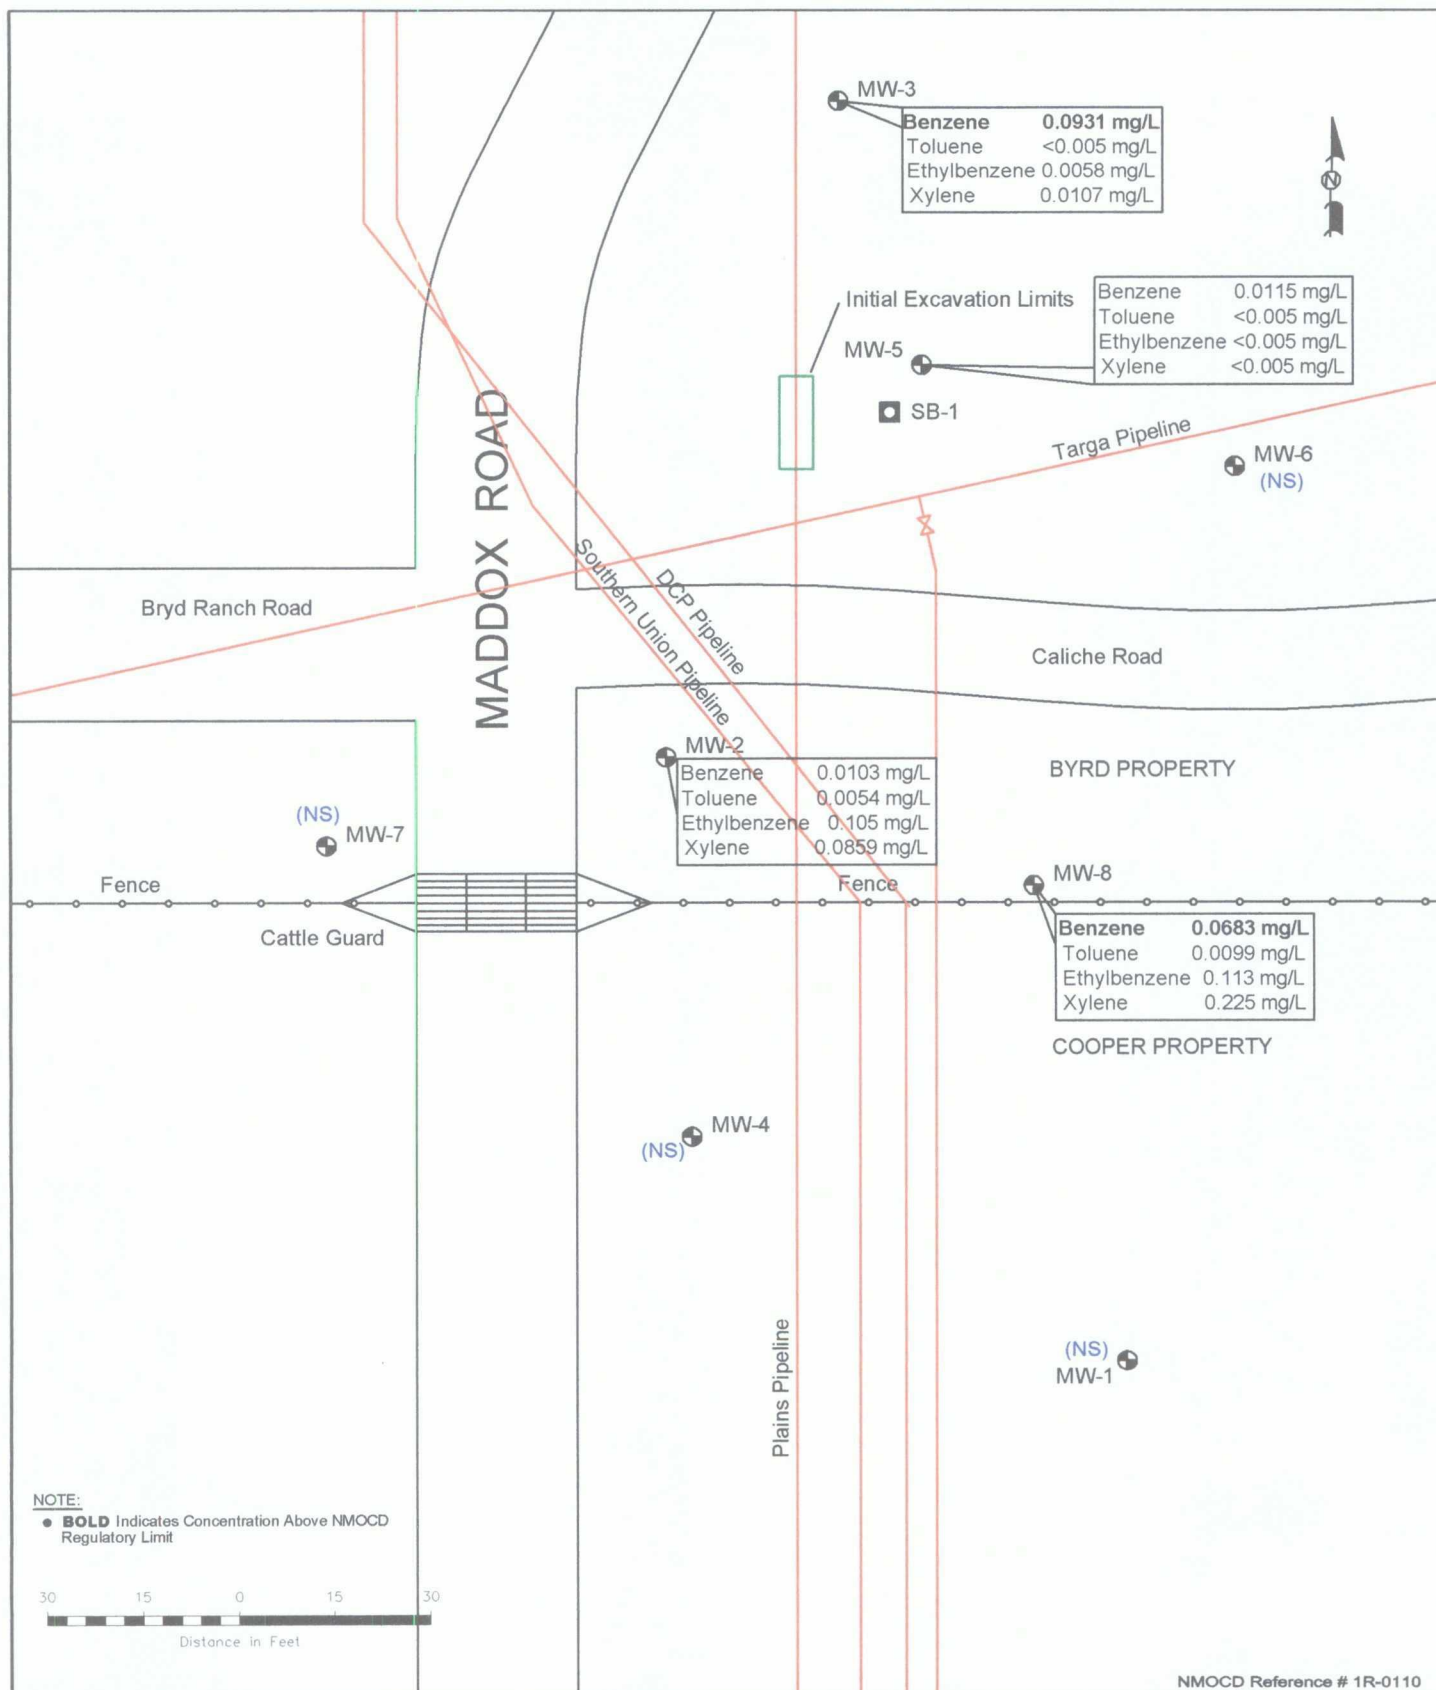 MW-3
Benzene 0.0931 mg/L
Toluene <0.005 mg/L
Ethylbenzene 0.0058 mg/L
Xylene 0.0107 mg/L
N
Initial Excavation Limits
Benzene 0.0115 mg/L
Toluene <0.005 mg/L
Ethylbenzene <0.005 mg/L
Xylene <0.005 mg/L
MW-5
SB-1
Targa Pipeline
MW-6
(NS)
MADDOX ROAD
Southern Union Pipeline
DCP Pipeline
Bryd Ranch Road
Caliche Road
MW-2
Benzene 0.0103 mg/L
Toluene 0.0054 mg/L
Ethylbenzene 0.105 mg/L
Xylene 0.0859 mg/L
BYRD PROPERTY
(NS)
MW-7
Fence
Fence
MW-8
Cattle Guard
Benzene 0.0683 mg/L
Toluene 0.0099 mg/L
Ethylbenzene 0.113 mg/L
Xylene 0.225 mg/L
COOPER PROPERTY
MW-4
(NS)
Plains Pipeline
(NS)
MW-1
NOTE:
● BOLD Indicates Concentration Above NMOCD
Regulatory Limit
30 15 0 15 30
Distance in Feet
NMOCD Reference # 1R-0110